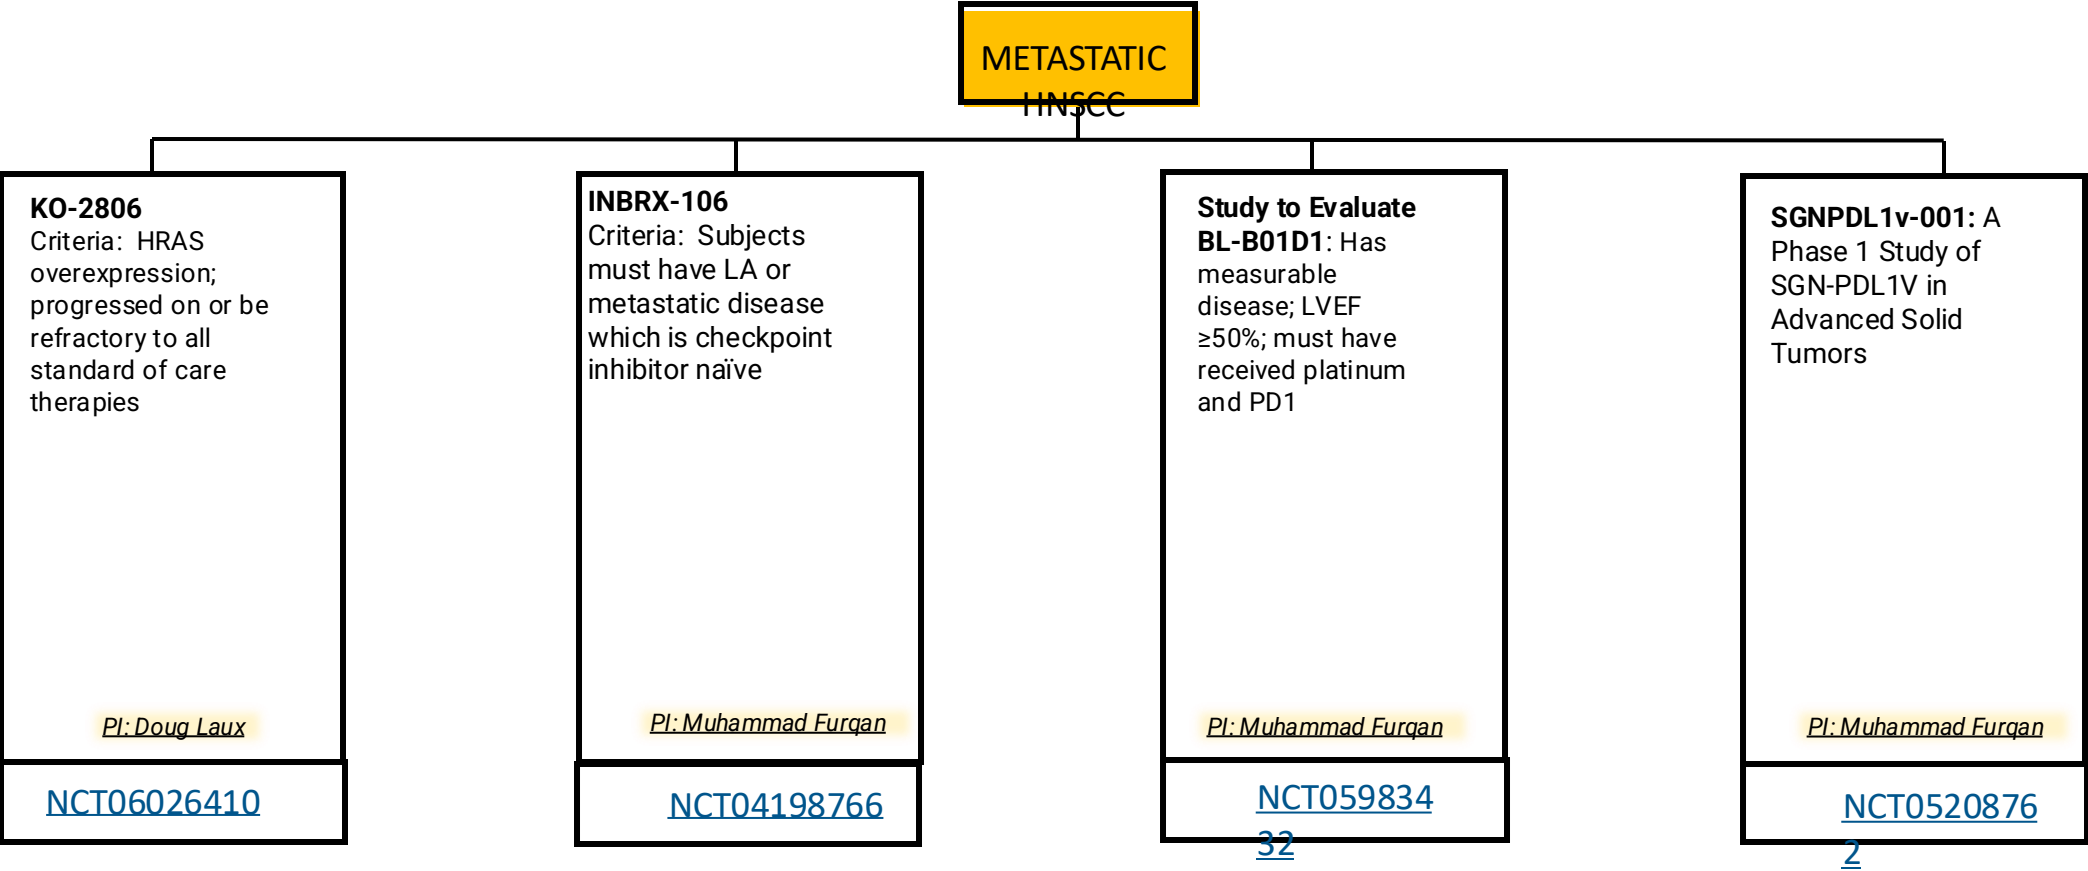 METASTATIC
HNSCC
KO-2806
Criteria: HRAS
overexpression;
progressed on or be
refractory to all
standard of care
therapies
PI: Doug Laux
NCT06026410
INBRX-106
Criteria: Subjects
must have LA or
metastatic disease
which is checkpoint
inhibitor naïve
PI: Muhammad Furqan
NCT04198766
Study to Evaluate
BL-B01D1: Has
measurable
disease; LVEF
≥50%; must have
received platinum
and PD1
PI: Muhammad Furqan
NCT059834
32
SGNPDL1v-001: A
Phase 1 Study of
SGN-PDL1V in
Advanced Solid
Tumors
PI: Muhammad Furqan
NCT0520876
2